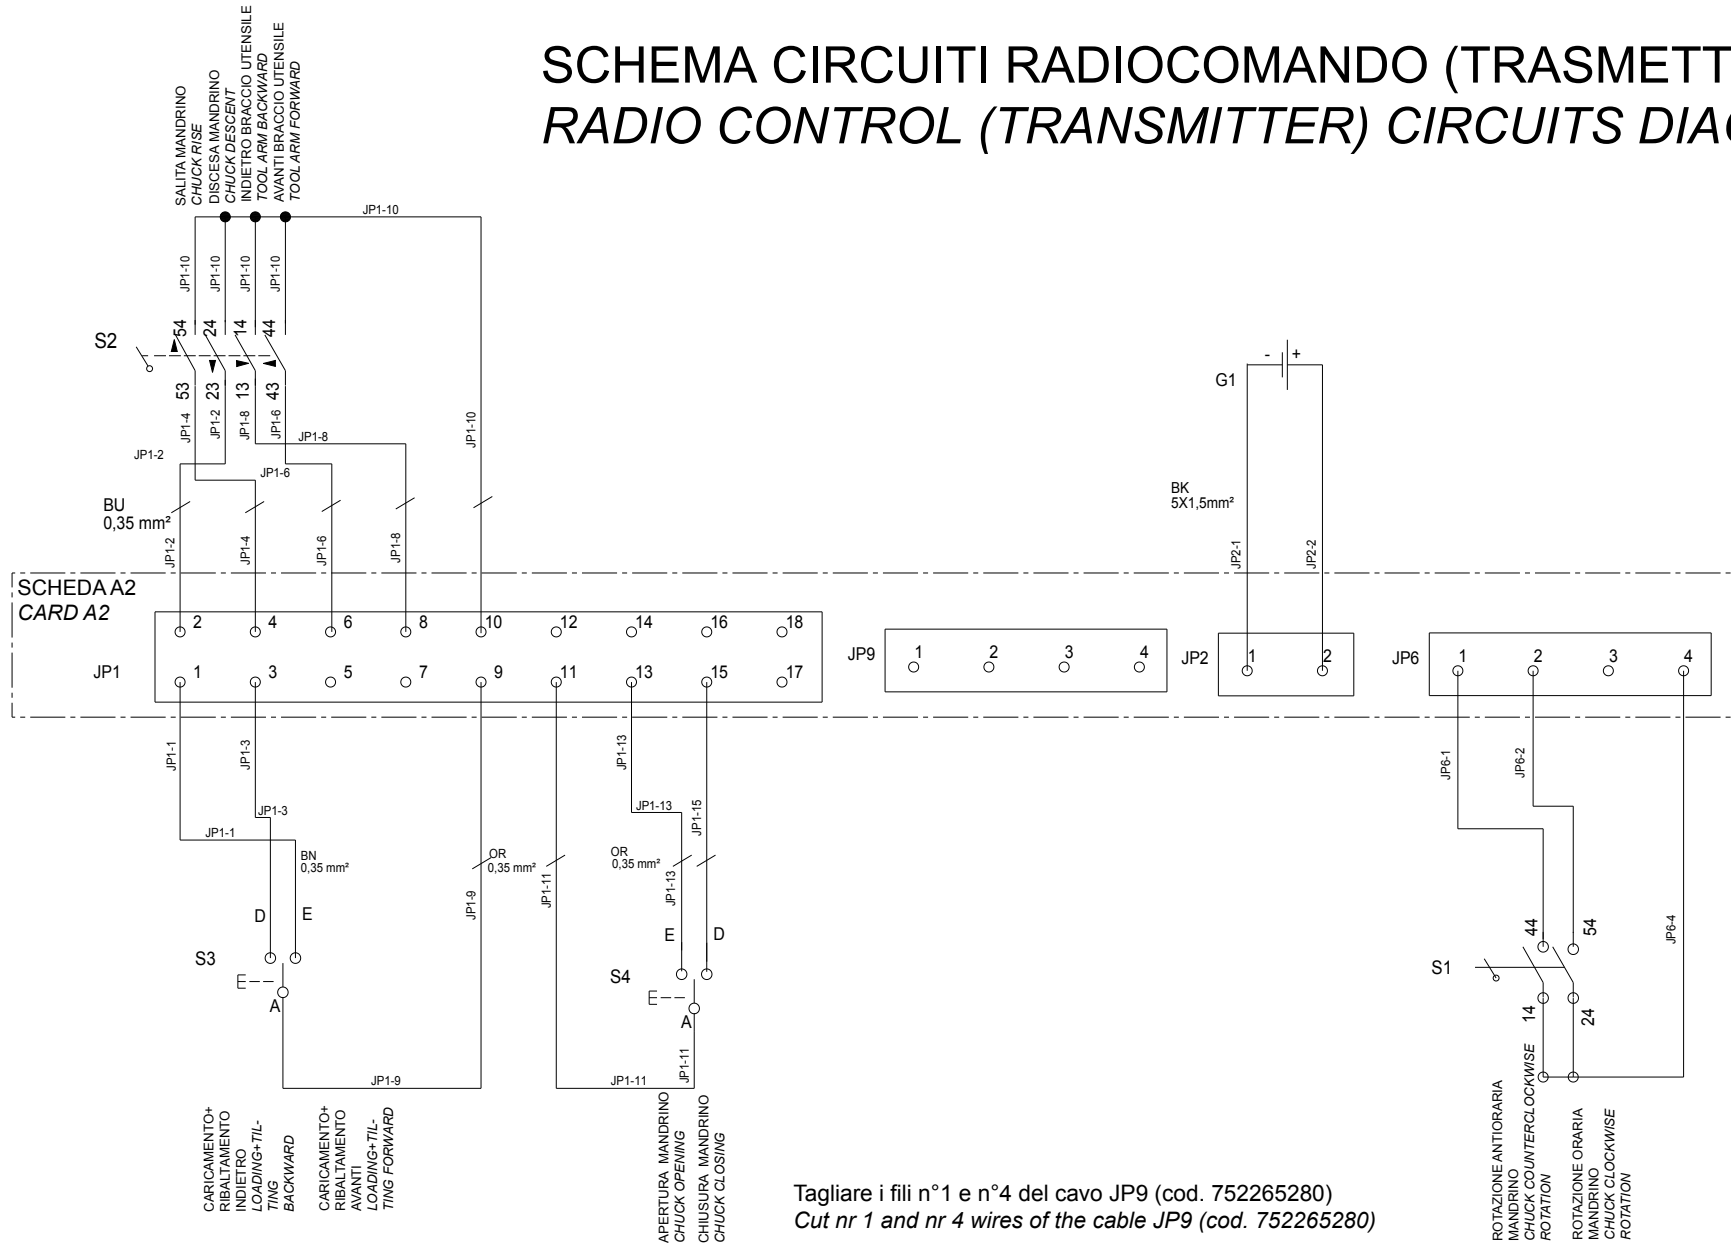 SCHEMA CIRCUITI RADIOCOMANDO (TRASMETT
RADIO CONTROL (TRANSMITTER) CIRCUITS DIA
SALITA MANDRINO
CHUCK RISE
DISCESA MANDRINO
CHUCK DESCENT
INDIETRO BRACCIO UTENSILE
TOOL ARM BACKWARD
AVANTI BRACCIO UTENSILE
TOOL ARM FORWARD
JP1-10
JP1-10
JP1-10
JP1-10
JP1-10
S2
54
24
14
44
53
23
13
43
JP1-4
JP1-2
JP1-8
JP1-6
JP1-10
JP1-8
JP1-2
JP1-6
BU
0,35 mm²
JP1-2
JP1-4
JP1-6
JP1-8
G1
-
+
BK
5X1,5mm²
JP2-1
JP2-2
SCHEDA A2
CARD A2
JP1
2
4
6
8
10
12
14
16
18
1
3
5
7
9
11
13
15
17
JP9
1
2
3
4
JP2
1
2
JP6
1
2
3
4
JP1-1
JP1-3
JP1-13
JP6-1
JP6-2
JP1-3
JP1-1
JP1-13
JP1-15
BN
0,35 mm²
OR
0,35 mm²
OR
0,35 mm²
JP1-9
JP1-11
JP1-13
D
E
S3
A
E
D
S4
A
JP1-9
JP1-11
JP1-11
44
54
JP6-4
S1
14
24
CARICAMENTO+
RIBALTAMENTO
INDIETRO
LOADING+TIL-
TING
BACKWARD
CARICAMENTO+
RIBALTAMENTO
AVANTI
LOADING+TIL-
TING FORWARD
APERTURA MANDRINO
CHUCK OPENING
CHIUSURA MANDRINO
CHUCK CLOSING
ROTAZIONE ANTIORARIA
MANDRINO
CHUCK COUNTERCLOCKWISE
ROTATION
ROTAZIONE ORARIA
MANDRINO
CHUCK CLOCKWISE
ROTATION
Tagliare i fili n°1 e n°4 del cavo JP9 (cod. 752265280)
Cut nr 1 and nr 4 wires of the cable JP9 (cod. 752265280)